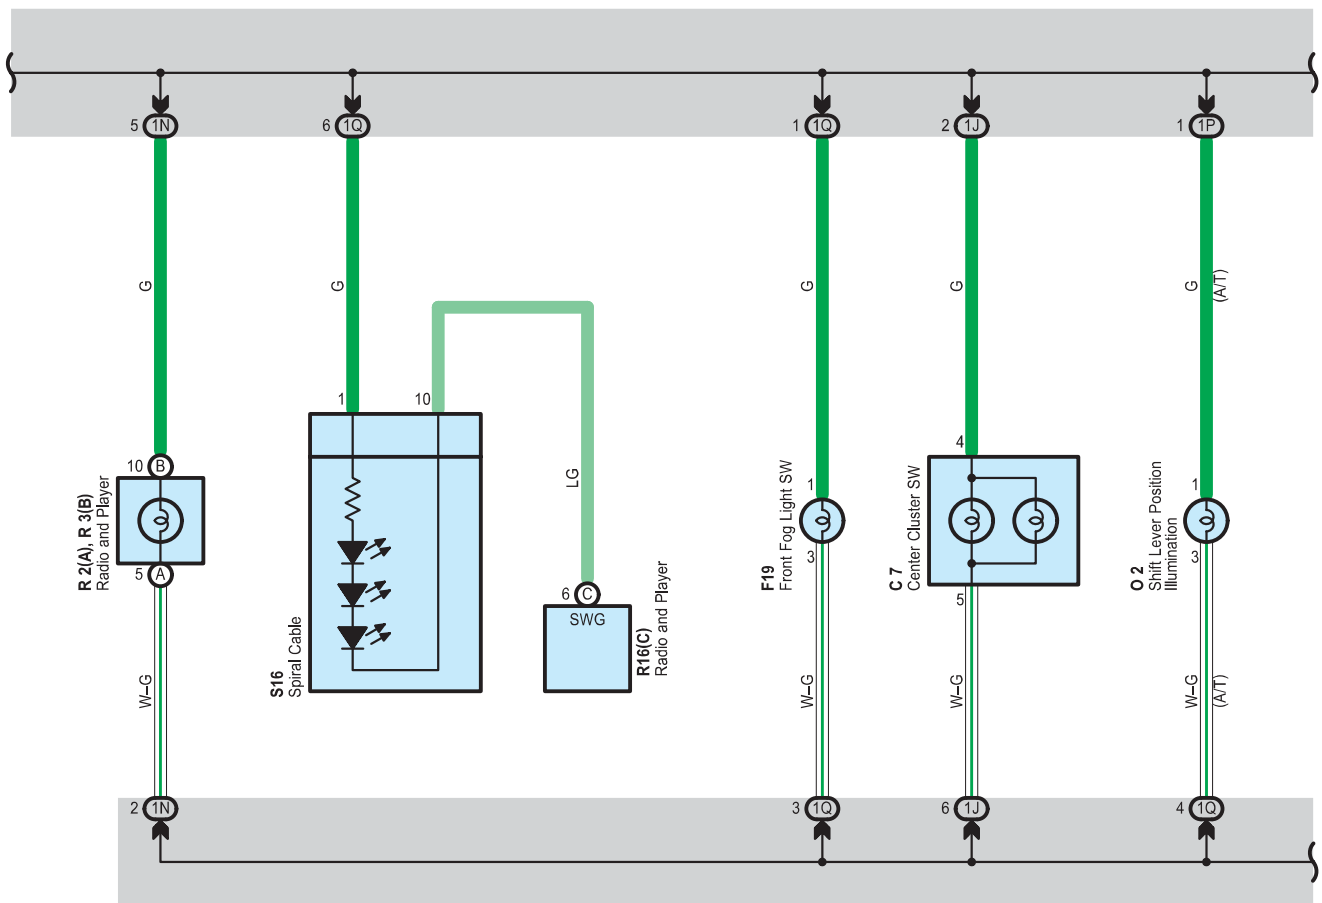 5 1N
6 1Q
1 1Q
2 1J
1 1P
G
G
G
G
G
(A/T)
1
10
4
10 B
R 2(A), R 3(B)
Radio and Player
5 A
LG
1
F19
Front Fog Light SW
3
C 7
Center Cluster SW
5
1
O 2
Shift Lever Position
Illumination
3
6 C
SWG
R16(C)
Radio and Player
S16
Spiral Cable
W–G
W–G
W–G
W–G
(A/T)
2 1N
3 1Q
6 1J
4 1Q